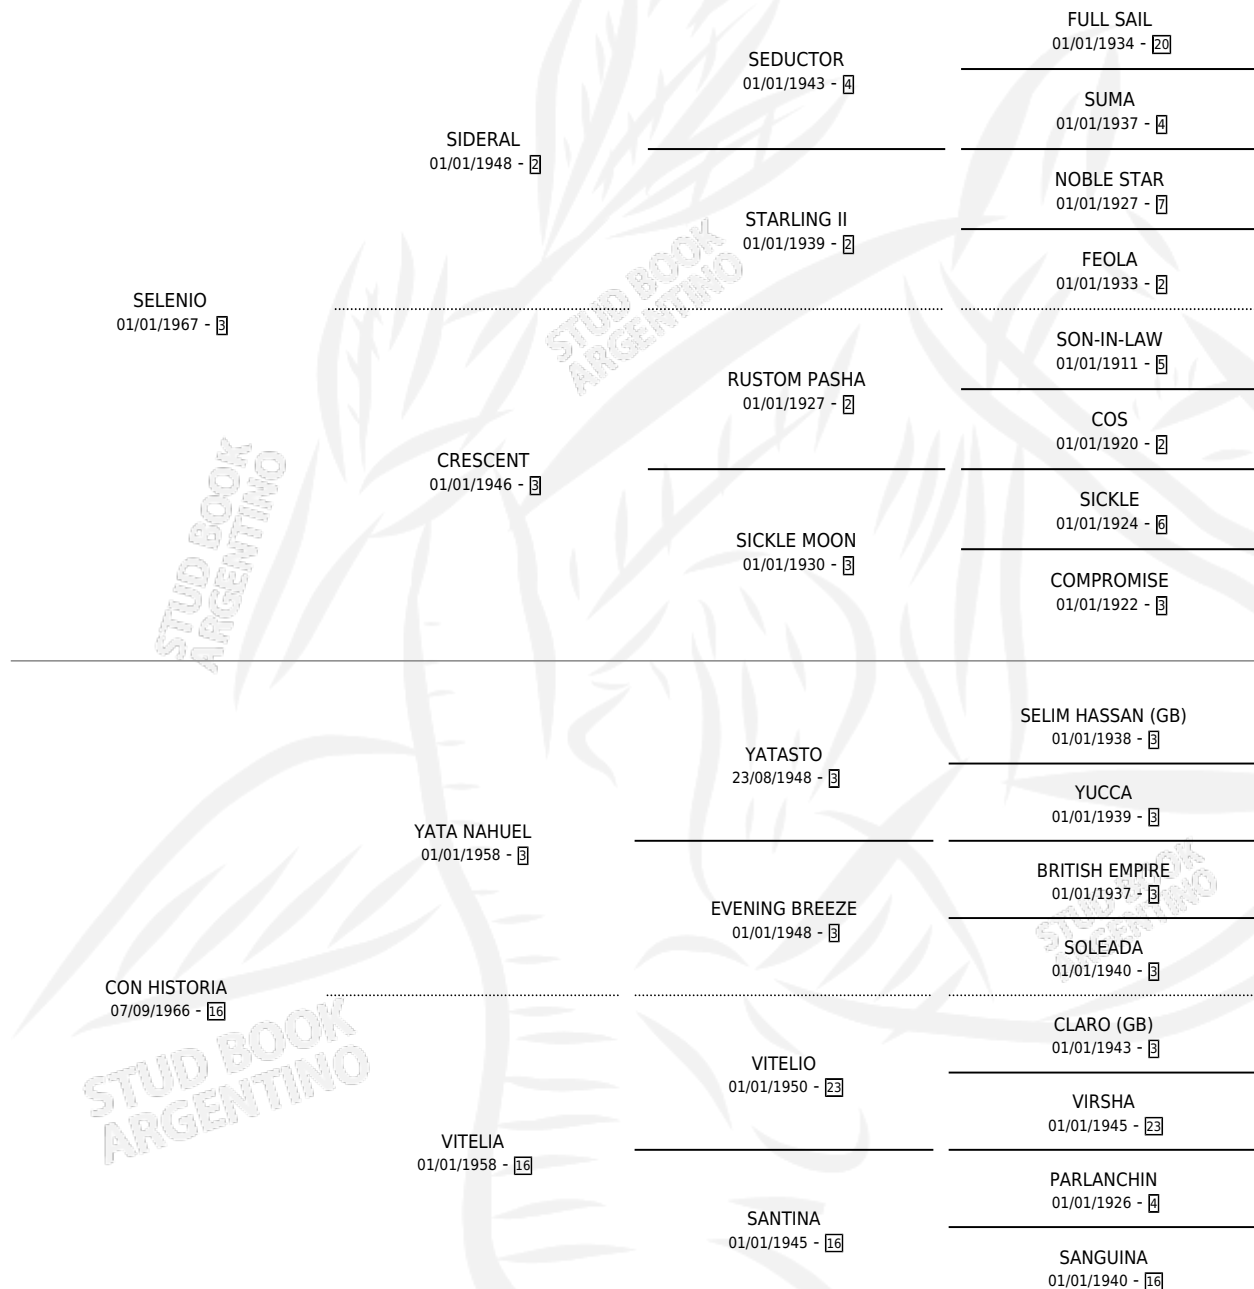 FULL SAIL
01/01/1934 - 20
SEDUCTOR
01/01/1943 - 4
SUMA
01/01/1937 - 4
SIDERAL
01/01/1948 - 2
NOBLE STAR
01/01/1927 - 7
STARLING II
01/01/1939 - 2
FEOLA
01/01/1933 - 2
SELENIO
01/01/1967 - 3
SON-IN-LAW
01/01/1911 - 5
RUSTOM PASHA
01/01/1927 - 2
COS
01/01/1920 - 2
CRESCENT
01/01/1946 - 3
SICKLE
01/01/1924 - 6
SICKLE MOON
01/01/1930 - 3
COMPROMISE
01/01/1922 - 3
SELIM HASSAN (GB)
01/01/1938 - 3
YATASTO
23/08/1948 - 3
YUCCA
01/01/1939 - 3
YATA NAHUEL
01/01/1958 - 3
BRITISH EMPIRE
01/01/1937 - 3
EVENING BREEZE
01/01/1948 - 3
SOLEADA
01/01/1940 - 3
CON HISTORIA
07/09/1966 - 16
CLARO (GB)
01/01/1943 - 3
VITELIO
01/01/1950 - 23
VIRSHA
01/01/1945 - 23
VITELIA
01/01/1958 - 16
PARLANCHIN
01/01/1926 - 4
SANTINA
01/01/1945 - 16
SANGUINA
01/01/1940 - 16
STUD BOOK
ARGENTINO
STUD BOOK
ARGENTINO
STUD BOOK
ARGENTINO
STUD BOOK
ARGENTINO